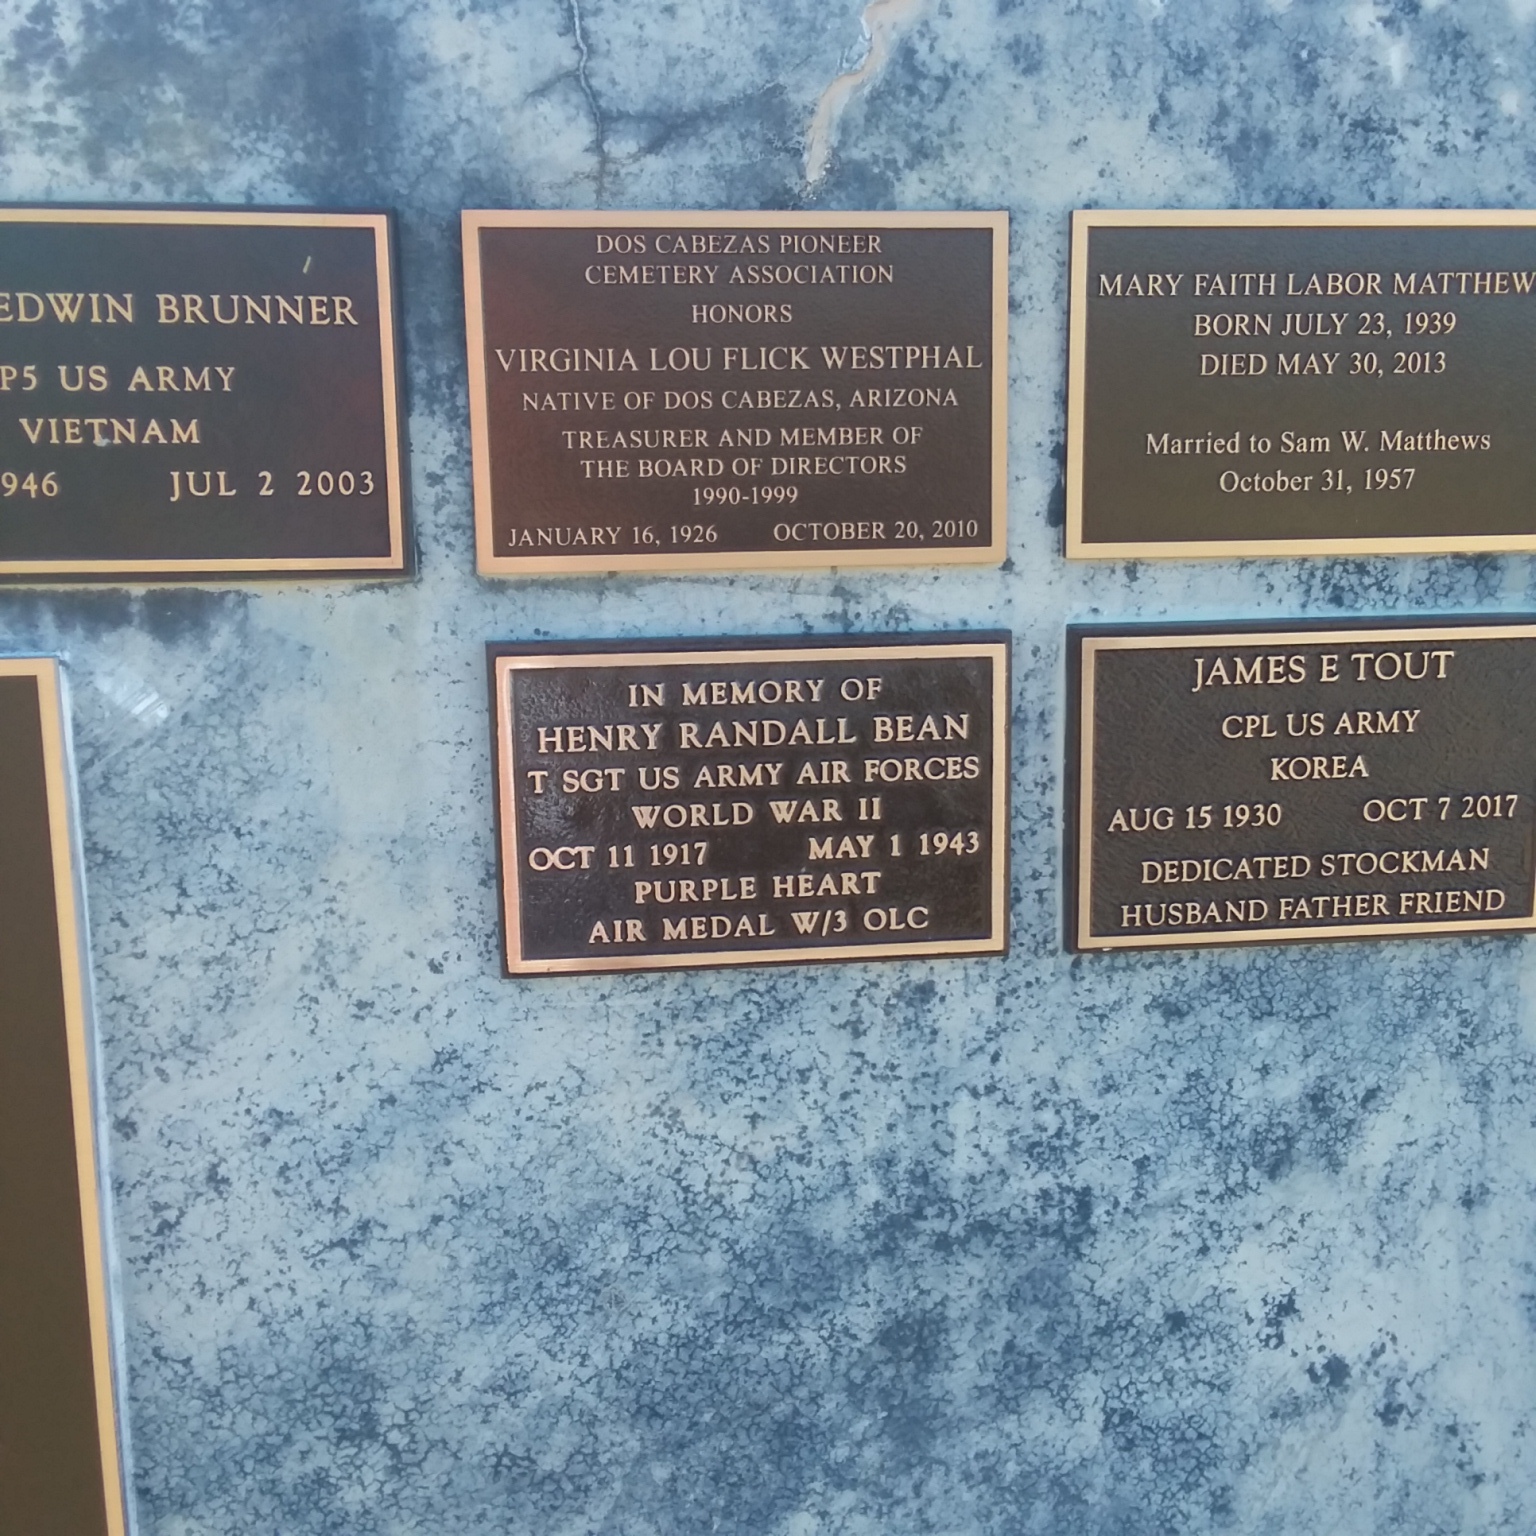 EDWIN BRUNNER
P5 US ARMY
VIETNAM
946 JUL 2 2003
DOS CABEZAS PIONEER
CEMETERY ASSOCIATION
HONORS
VIRGINIA LOU FLICK WESTPHAL
NATIVE OF DOS CABEZAS, ARIZONA
TREASURER AND MEMBER OF
THE BOARD OF DIRECTORS
1990-1999
JANUARY 16, 1926 OCTOBER 20, 2010
MARY FAITH LABOR MATTHEW
BORN JULY 23, 1939
DIED MAY 30, 2013
Married to Sam W. Matthews
October 31, 1957
IN MEMORY OF
HENRY RANDALL BEAN
T SGT US ARMY AIR FORCES
WORLD WAR II
OCT 11 1917 MAY 1 1943
PURPLE HEART
AIR MEDAL W/3 OLC
JAMES E TOUT
CPL US ARMY
KOREA
AUG 15 1930 OCT 7 2017
DEDICATED STOCKMAN
HUSBAND FATHER FRIEND